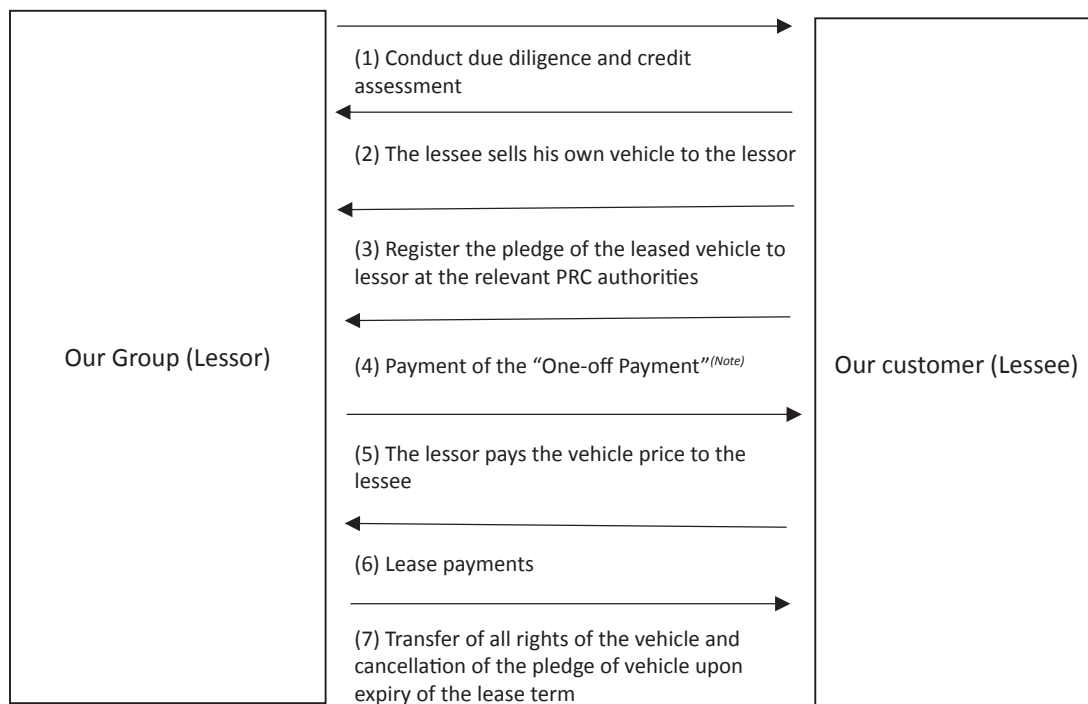 (1) Conduct due diligence and credit
assessment
(2) The lessee sells his own vehicle to the lessor
(3) Register the pledge of the leased vehicle to
lessor at the relevant PRC authorities
Our Group (Lessor)
(4) Payment of the “One-off Payment”(Note)
Our customer (Lessee)
(5) The lessor pays the vehicle price to the
lessee
(6) Lease payments
(7) Transfer of all rights of the vehicle and
cancellation of the pledge of vehicle upon
expiry of the lease term